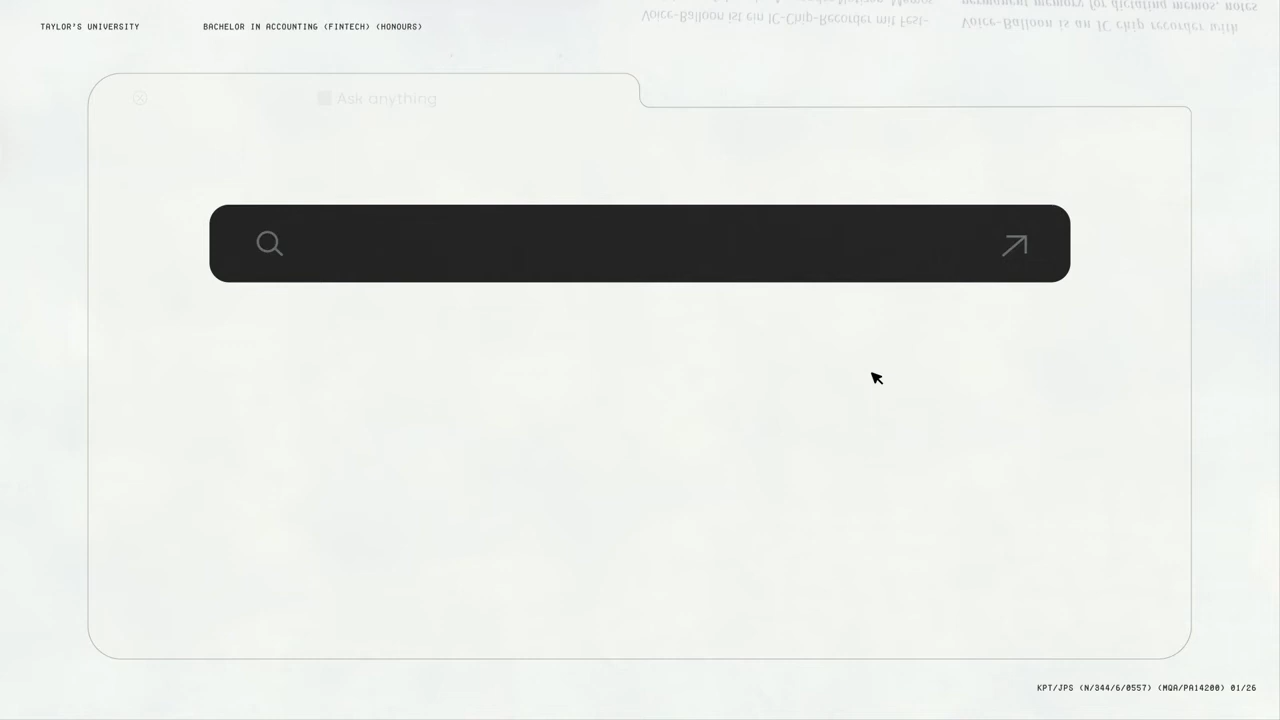 TAYLOR'S UNIVERSITY
BACHELOR IN ACCOUNTING (FINTECH) (HONOURS)
Voice-Balloon ist ein IC-Chip-Recorder mit Fest-
permanent memory for dictating memos, notes
Voice-Balloon is an IC chip recorder with
Ask anything
KPT/JPS (N/344/6/0557) (MQA/PA14200) 01/26